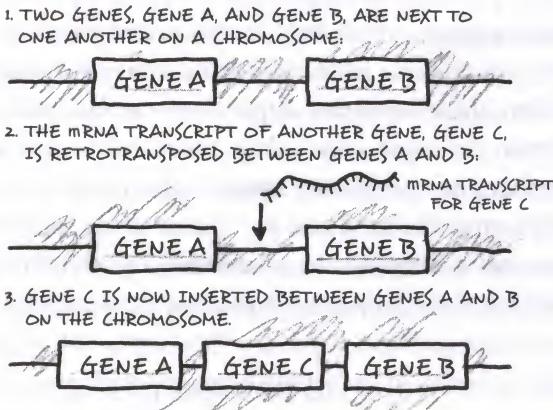 1. TWO GENES, GENE A, AND GENE B, ARE NEXT TO
ONE ANOTHER ON A CHROMOSOME:
GENE A GENE B
2. THE mRNA TRANSCRIPT OF ANOTHER GENE, GENE C,
IS RETROTRANSPOSED BETWEEN GENES A AND B.
mRNA TRANSCRIPT
FOR GENE C
GENE A GENE B
3. GENE C IS NOW INSERTED BETWEEN GENES A AND B
ON THE CHROMOSOME.
GENE A GENE C GENE B